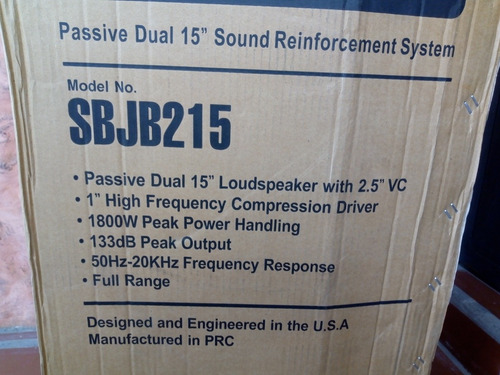 Passive Dual 15” Sound Reinforcement System
Model No.
SBJB215
• Passive Dual 15” Loudspeaker with 2.5” VC
• 1” High Frequency Compression Driver
• 1800W Peak Power Handling
• 133dB Peak Output
• 50Hz-20KHz Frequency Response
• Full Range
Designed and Engineered in the U.S.A
Manufactured in PRC